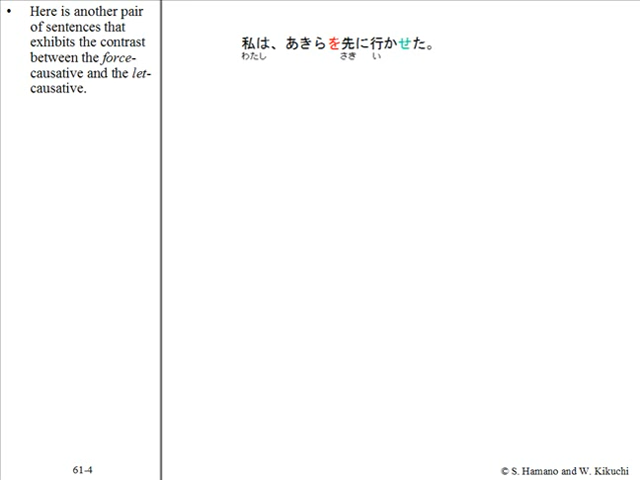 • Here is another pair
of sentences that
exhibits the contrast
between the force-
causative and the let-
causative.
私は、あきらを先に行かせた。
わたし さき い
61-4
© S. Hamano and W. Kikuchi